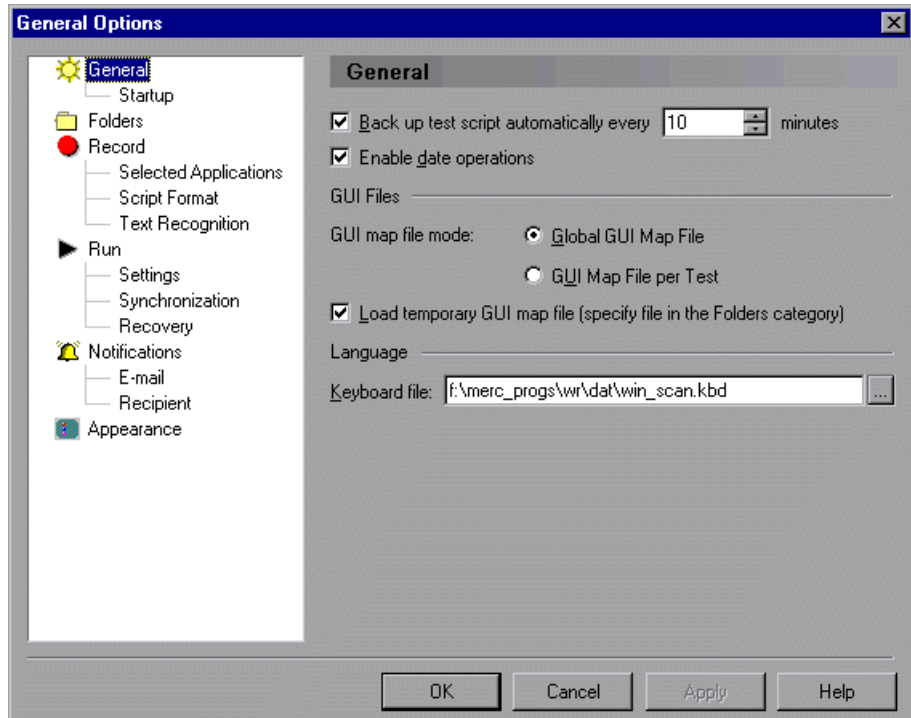 General Options
General
Startup
Folders
Record
Selected Applications
Script Format
Text Recognition
Run
Settings
Synchronization
Recovery
Notifications
E-mail
Recipient
Appearance
General
Back up test script automatically every 10 minutes
Enable date operations
GUI Files
GUI map file mode: Global GUI Map File
GUI Map File per Test
Load temporary GUI map file (specify file in the Folders category)
Language
Keyboard file: f:\merc_progs\wr\dat\win_scan.kbd ...
OK Cancel Apply Help